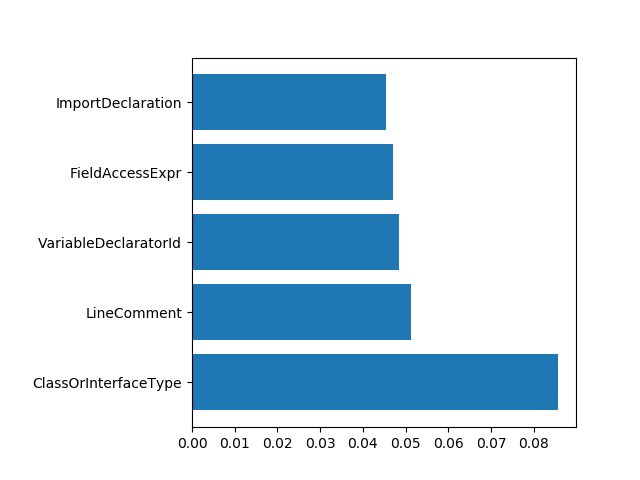 ImportDeclaration
FieldAccessExpr
VariableDeclaratorId
LineComment
ClassOrInterfaceType
0.00 0.01 0.02 0.03 0.04 0.05 0.06 0.07 0.08